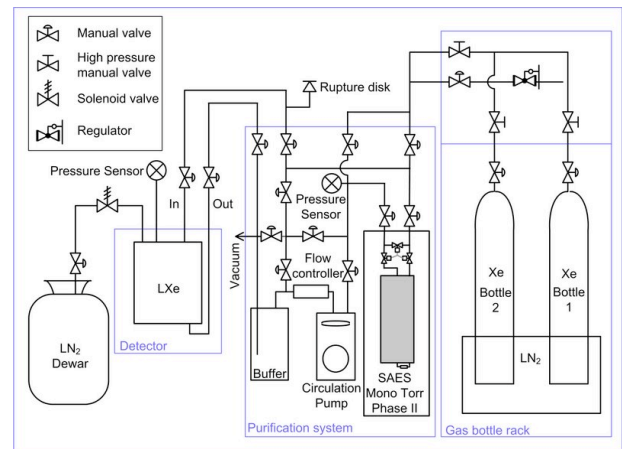 Manual valve
High pressure
manual valve
Solenoid valve
Regulator
Rupture disk
Pressure Sensor
In
Out
Pressure
Sensor
Vacuum
Flow
controller
LXe
LN₂
Dewar
Detector
Buffer
Circulation
Pump
SAES
Mono Torr
Phase II
Purification system
Xe
Bottle
2
Xe
Bottle
1
LN₂
Gas bottle rack